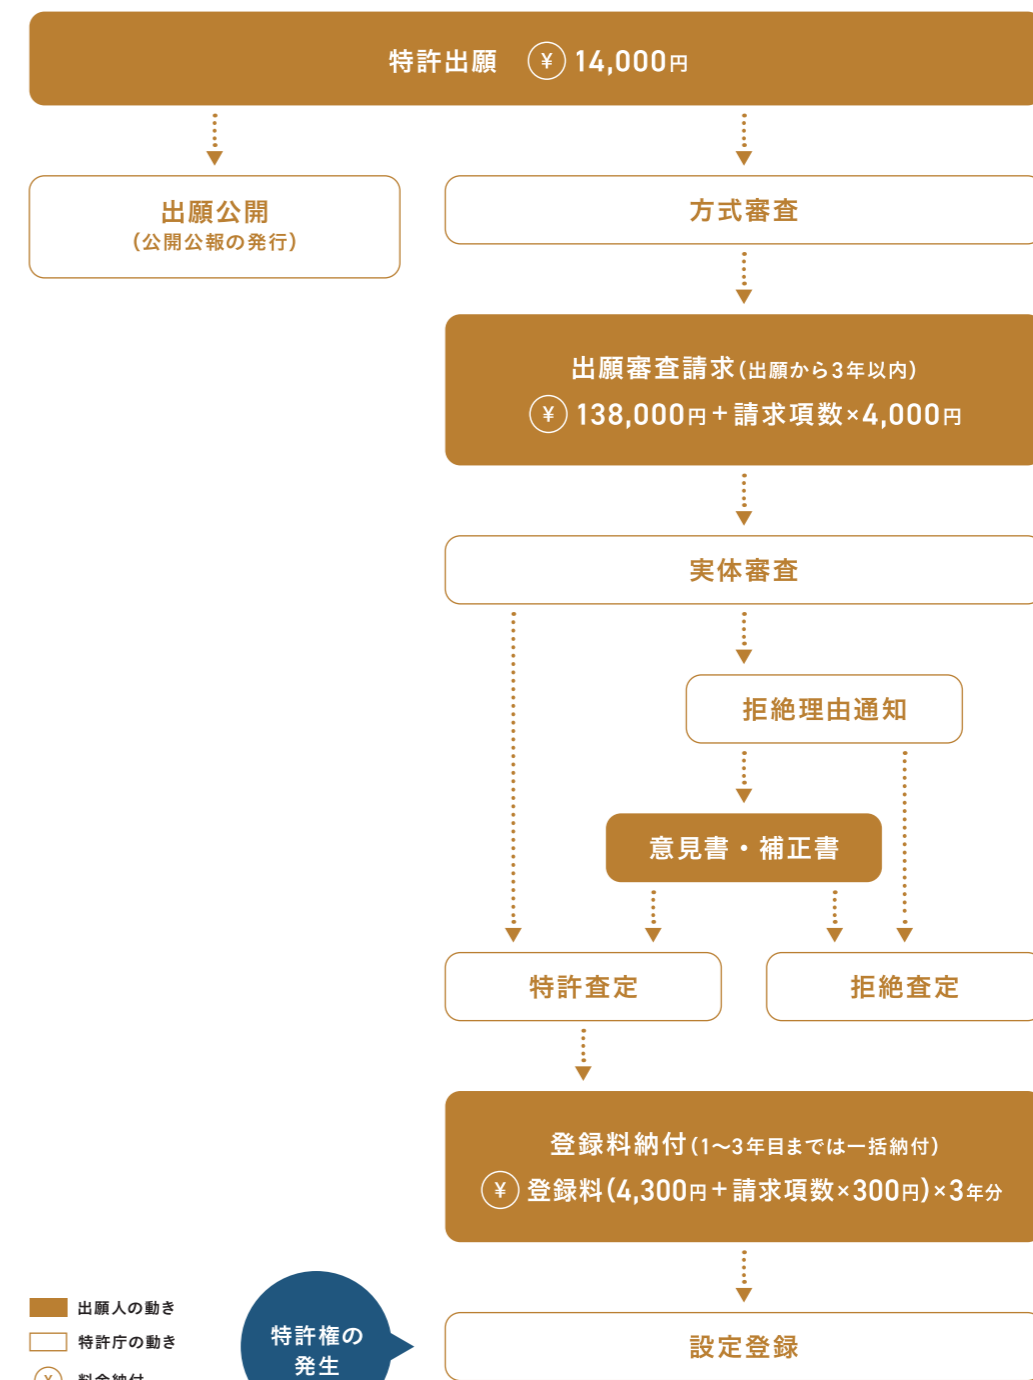 特許出願 ¥ 14,000円
出願公開
(公開公報の発行)
方式審査
出願審査請求(出願から3年以内)
¥ 138,000円+請求項数×4,000円
実体審査
拒絶理由通知
意見書・補正書
特許査定
拒絶査定
登録料納付(1〜3年目までは一括納付)
¥ 登録料(4,300円+請求項数×300円)×3年分
設定登録
特許権の
発生
出願人の動き
特許庁の動き
¥ 料金納付